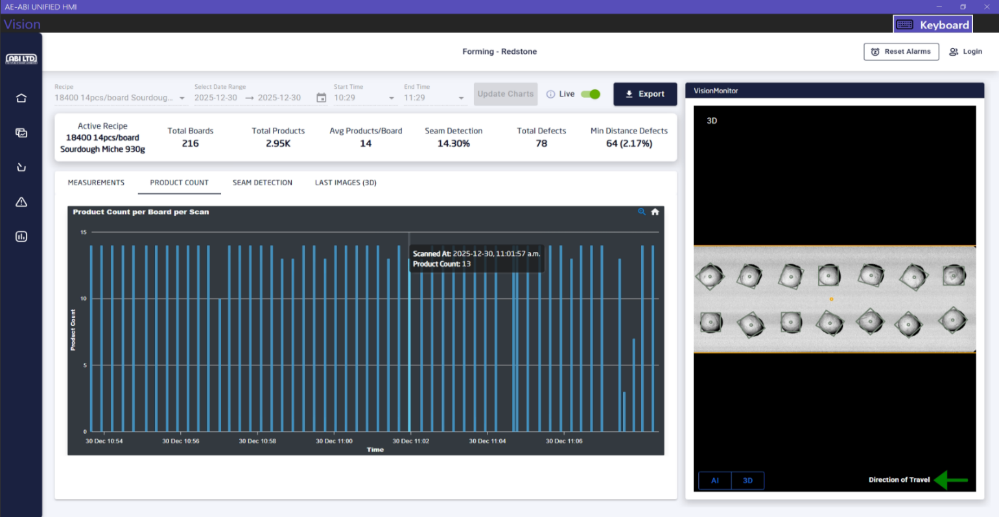 AE-ABI UNIFIED HMI
Vision
Keyboard
ABI LTD
Forming - Redstone
Reset Alarms
Login
Recipe
18400 14pcs/board Sourdoug...
Select Date Range
2025-12-30 → 2025-12-30
Start Time
10:29
End Time
11:29
Update Charts
Live
Export
Active Recipe
18400 14pcs/board
Sourdough Miche 930g
Total Boards
216
Total Products
2.95K
Avg Products/Board
14
Seam Detection
14.30%
Total Defects
78
Min Distance Defects
64 (2.17%)
MEASUREMENTS
PRODUCT COUNT
SEAM DETECTION
LAST IMAGES (3D)
Product Count per Board per Scan
15
10
5
0
Product Count
Scanned At: 2025-12-30, 11:01:57 a.m.
Product Count: 13
30 Dec 10:54
30 Dec 10:56
30 Dec 10:58
30 Dec 11:00
30 Dec 11:02
30 Dec 11:04
30 Dec 11:06
Time
VisionMonitor
3D
AI
3D
Direction of Travel